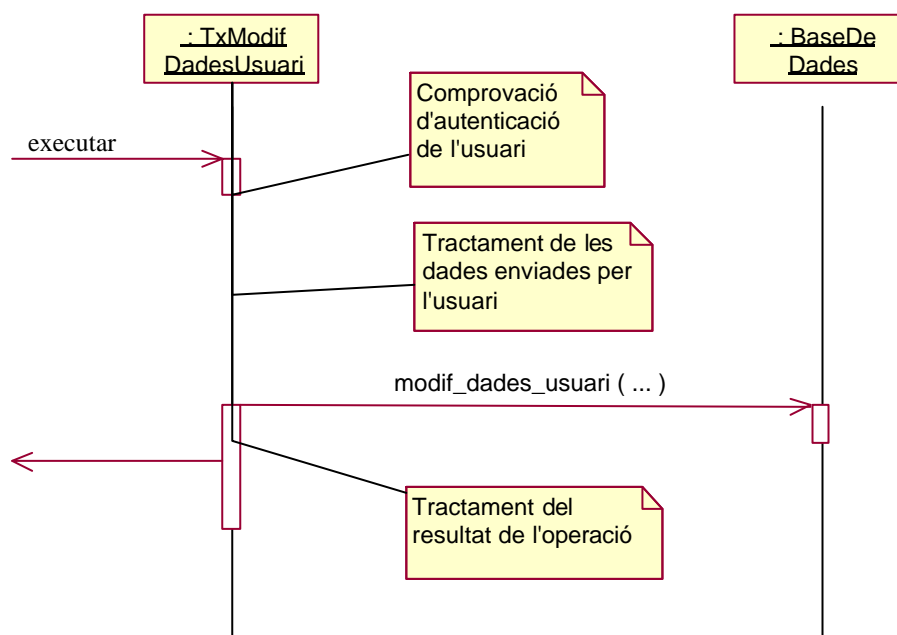 : TxModif
DadesUsuari
: BaseDe
Dades
Comprovació
d'autenticació
de l'usuari
executar
Tractament de les
dades enviades per
l'usuari
modif_dades_usuari ( ... )
Tractament del
resultat de l'operació